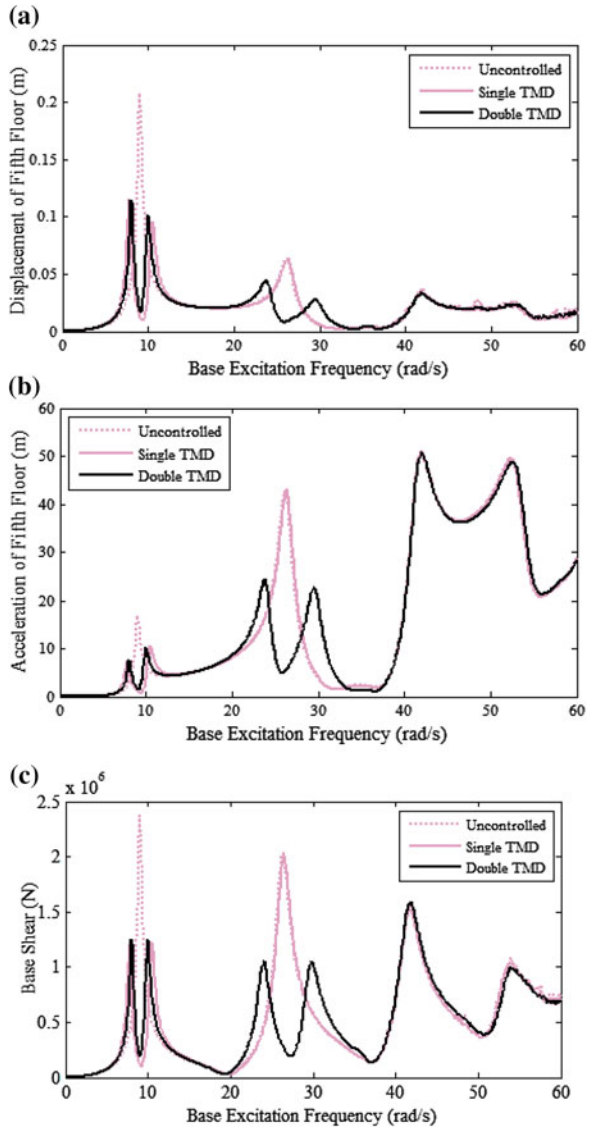 (a)
0.25
0.2
0.15
0.1
0.05
0
Displacement of Fifth Floor (m)
Uncontrolled
Single TMD
Double TMD
0 10 20 30 40 50 60
Base Excitation Frequency (rad/s)
(b)
60
50
40
30
20
10
0
Acceleration of Fifth Floor (m)
Uncontrolled
Single TMD
Double TMD
0 10 20 30 40 50 60
Base Excitation Frequency (rad/s)
(c)
x 10^6
2.5
2
1.5
1
0.5
0
Base Shear (N)
Uncontrolled
Single TMD
Double TMD
0 10 20 30 40 50 60
Base Excitation Frequency (rad/s)